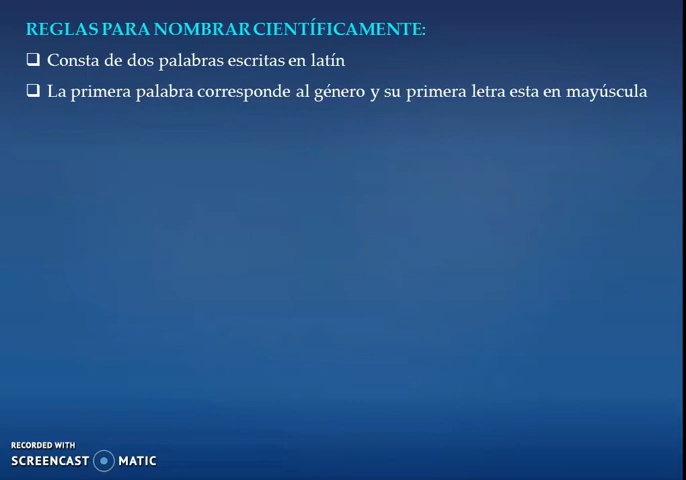 REGLAS PARA NOMBRAR CIENTÍFICAMENTE:
❑ Consta de dos palabras escritas en latín
❑ La primera palabra corresponde al género y su primera letra esta en mayúscula
RECORDED WITH
SCREENCAST MATIC